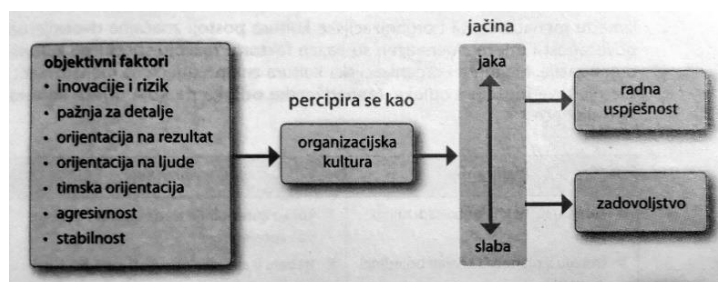 objektivni faktori
• inovacije i rizik
• pažnja za detalje
• orijentacija na rezultat
• orijentacija na ljude
• timska orijentacija
• agresivnost
• stabilnost
percipira se kao
organizacijska
kultura
jačina
jaka
slaba
radna
uspješnost
zadovoljstvo